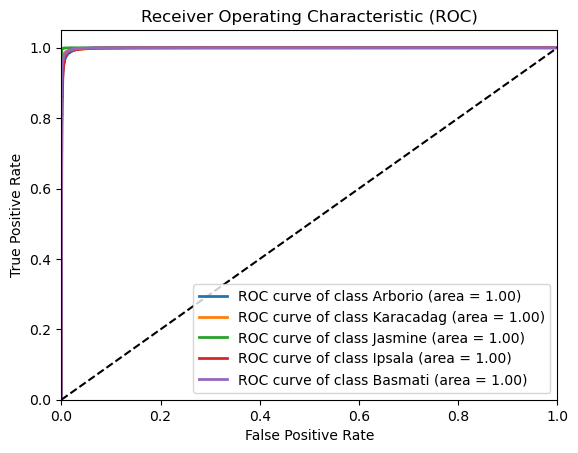 Receiver Operating Characteristic (ROC)
True Positive Rate
1.0
0.8
0.6
0.4
0.2
0.0
ROC curve of class Arborio (area = 1.00)
ROC curve of class Karacadag (area = 1.00)
ROC curve of class Jasmine (area = 1.00)
ROC curve of class Ipsala (area = 1.00)
ROC curve of class Basmati (area = 1.00)
0.0 0.2 0.4 0.6 0.8 1.0
False Positive Rate